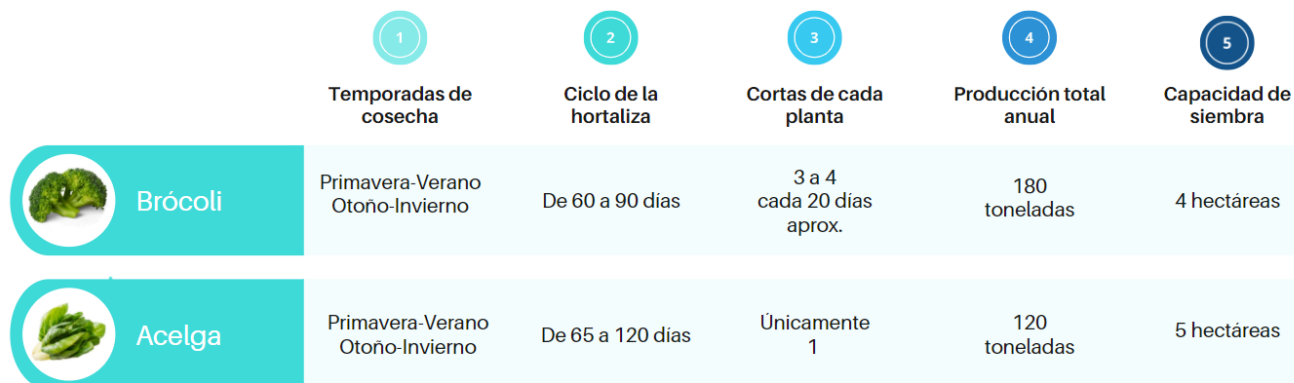 1
2
3
4
5
Temporadas de
cosecha
Ciclo de la
hortaliza
Cortas de cada
planta
Producción total
anual
Capacidad de
siembra
Brócoli
Primavera-Verano
Otoño-Invierno
De 60 a 90 días
3 a 4
cada 20 días
aprox.
180
toneladas
4 hectáreas
Acelga
Primavera-Verano
Otoño-Invierno
De 65 a 120 días
Únicamente
1
120
toneladas
5 hectáreas